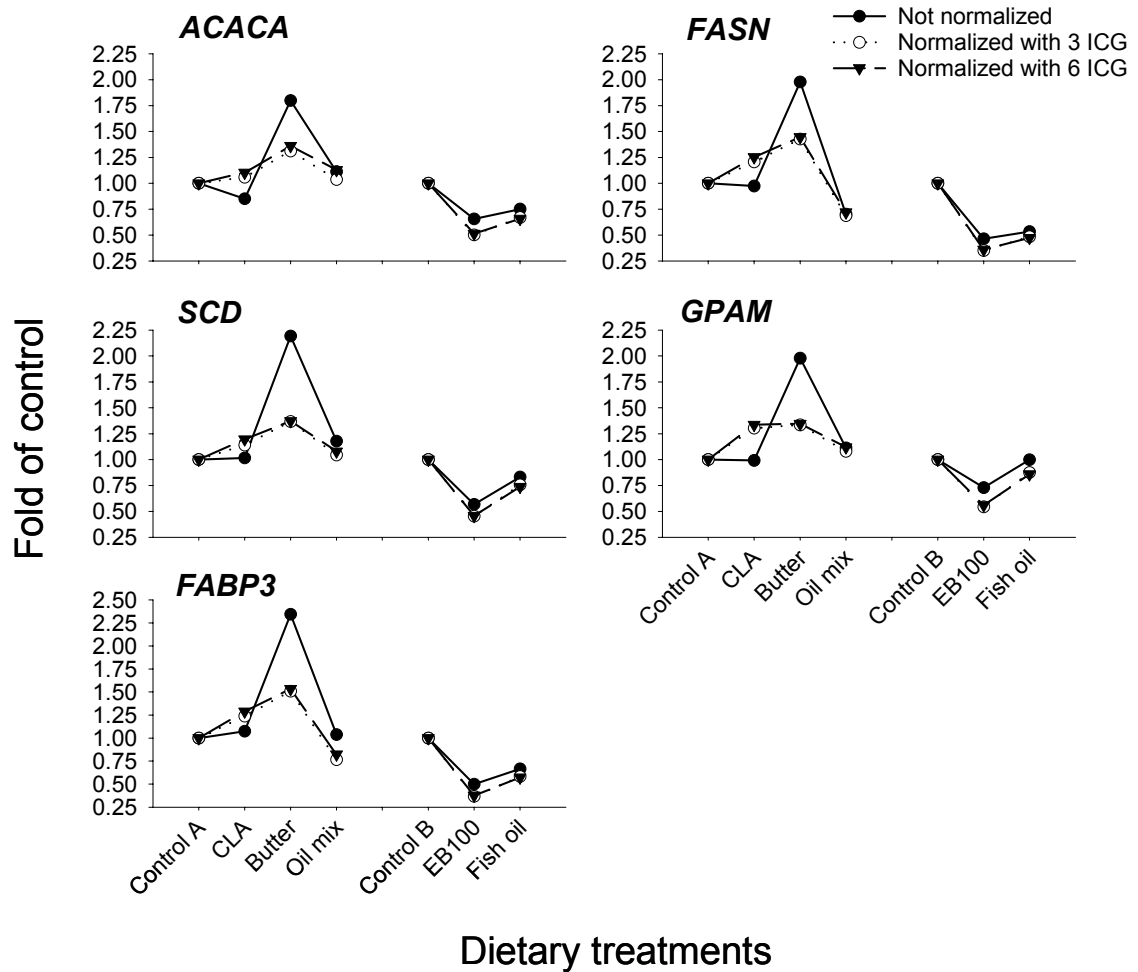 ACACA
FASN
Not normalized
Normalized with 3 ICG
Normalized with 6 ICG
2.25
2.00
1.75
1.50
1.25
1.00
0.75
0.50
0.25
2.25
2.00
1.75
1.50
1.25
1.00
0.75
0.50
0.25
SCD
GPAM
2.25
2.00
1.75
1.50
1.25
1.00
0.75
0.50
0.25
2.25
2.00
1.75
1.50
1.25
1.00
0.75
0.50
0.25
Control A
CLA
Butter
Oil mix
Control B
EB100
Fish oil
FABP3
2.50
2.25
2.00
1.75
1.50
1.25
1.00
0.75
0.50
0.25
Control A
CLA
Butter
Oil mix
Control B
EB100
Fish oil
Fold of control
Dietary treatments